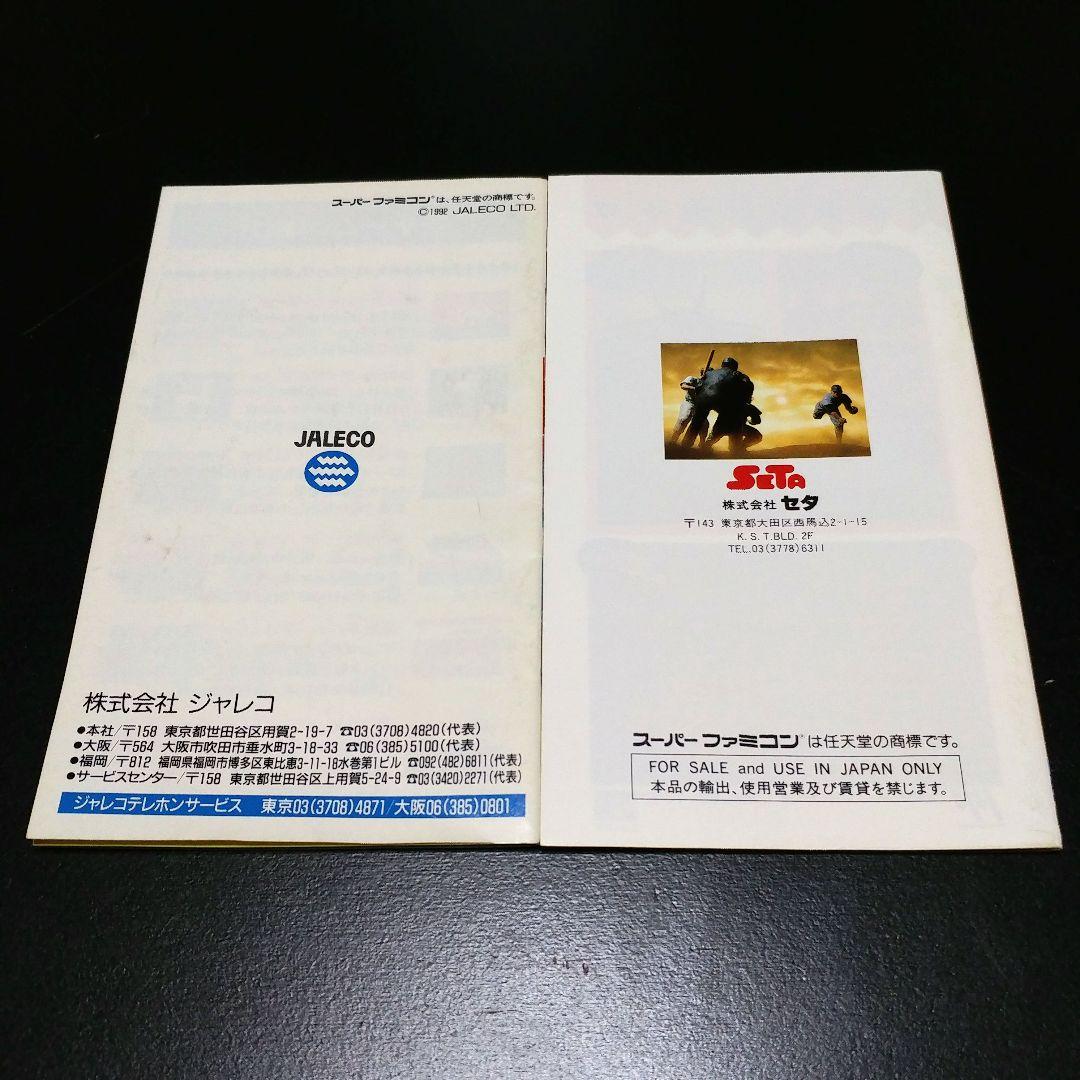 スーパーファミコン®は、任天堂の商標です。
©1992 JALECO LTD.
JALECO
株式会社 ジャレコ
●本社/〒158 東京都世田谷区用賀2-19-7 ☎03(3708)4820(代表)
●大阪/〒564 大阪市吹田市垂水町3-18-33 ☎06(385)5100(代表)
●福岡/〒812 福岡県福岡市博多区東比恵3-11-18水巻第1ビル ☎092(482)6811(代表)
●サービスセンター/〒158 東京都世田谷区上用賀5-24-9 ☎03(3420)2271(代表)
ジャレコテレホンサービス 東京03(3708)4871/大阪06(385)0801
SETA
株式会社 セタ
〒143 東京都大田区西馬込2-1-15
K. S. T.BLD. 2F
TEL.03(3778)6311
スーパーファミコン®は任天堂の商標です。
FOR SALE and USE IN JAPAN ONLY
本品の輸出、使用営業及び賃貸を禁じます。